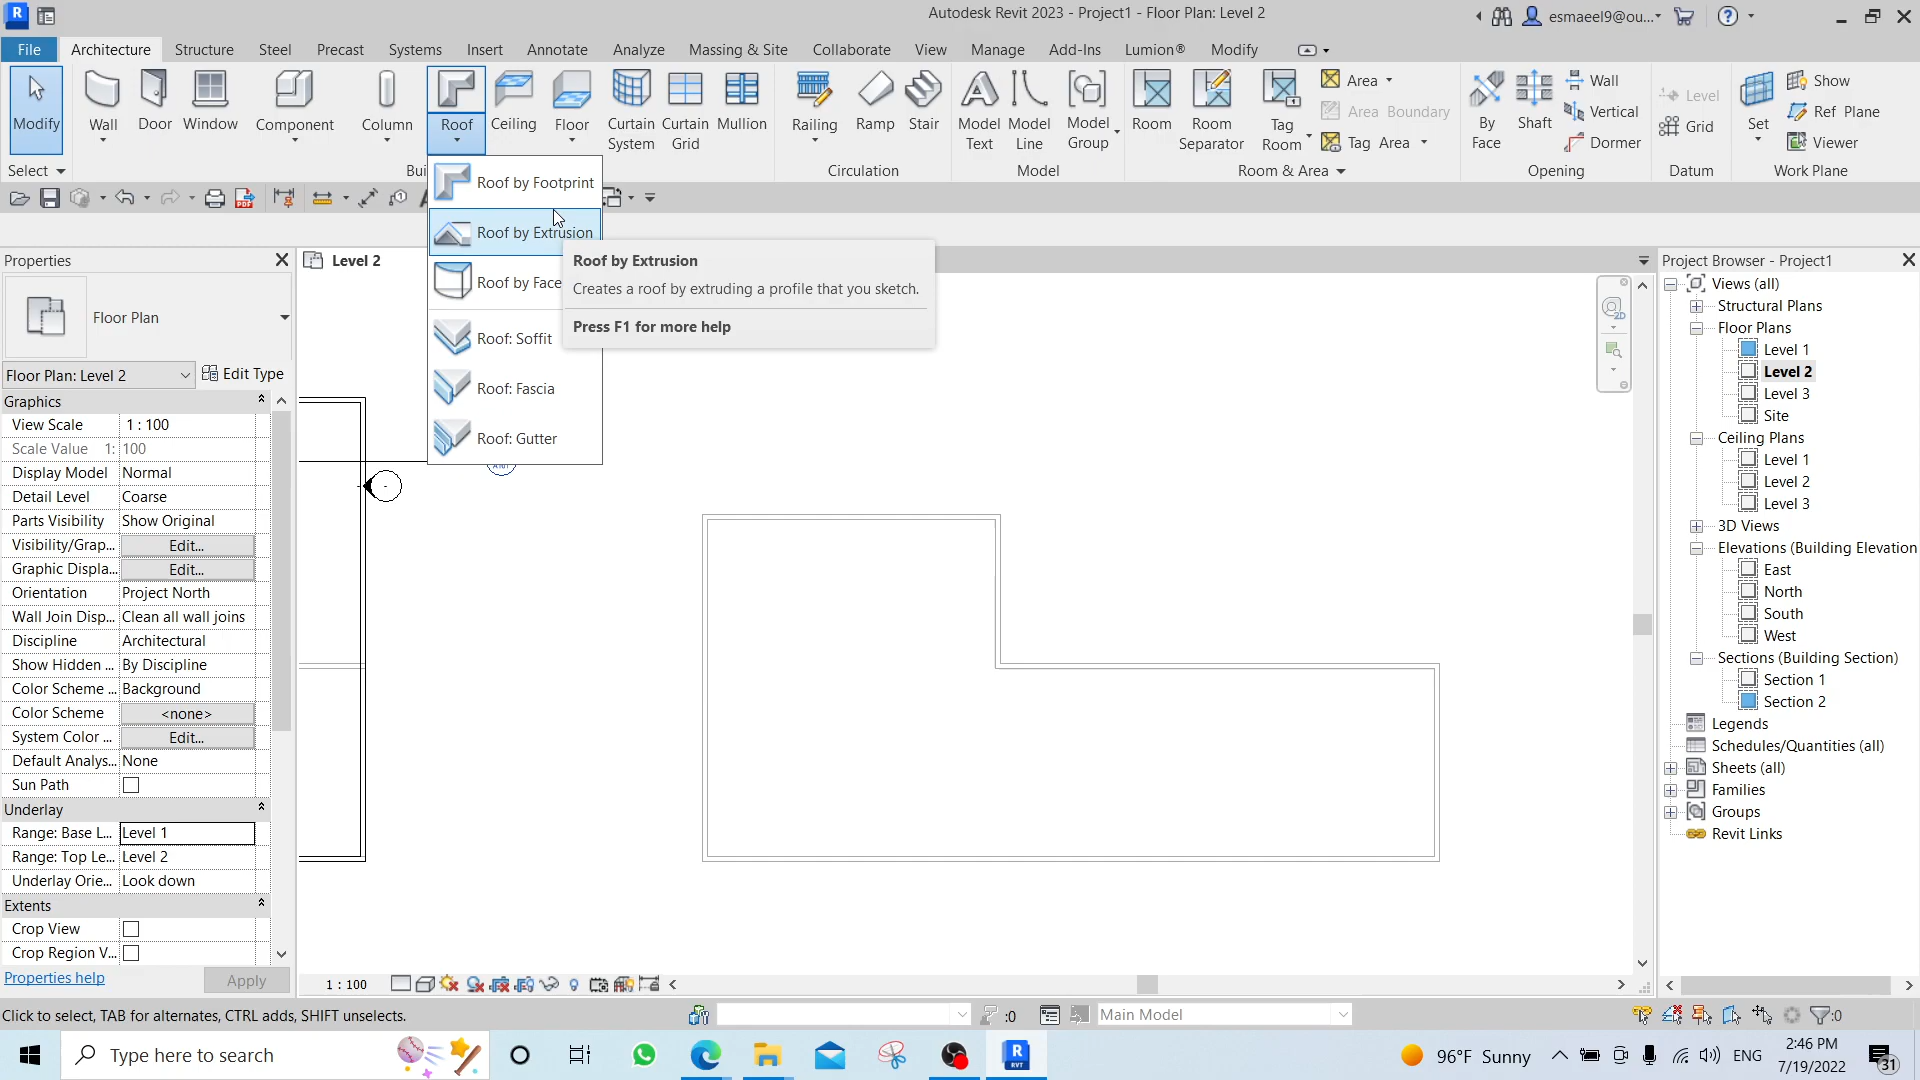 Autodesk Revit 2023 - Project1 - Floor Plan: Level 2
esmaeel9@ou...
File Architecture Structure Steel Precast Systems Insert Annotate Analyze Massing & Site Collaborate View Manage Add-Ins Lumion® Modify
Modify
Wall
Door
Window
Component
Column
Roof
Ceiling
Floor
Curtain System
Curtain Grid
Mullion
Railing
Ramp
Stair
Model Text
Model Line
Model Group
Room
Room Separator
Tag Room
Area
Area Boundary
Tag Area
By Face
Shaft
Wall
Vertical
Dormer
Level
Grid
Set
Show
Ref Plane
Viewer
Select
Bui
Circulation
Model
Room & Area
Opening
Datum
Work Plane
Roof by Footprint
Roof by Extrusion
Roof by Face
Roof: Soffit
Roof: Fascia
Roof: Gutter
Roof by Extrusion
Creates a roof by extruding a profile that you sketch.
Press F1 for more help
Properties
Floor Plan
Floor Plan: Level 2
Edit Type
Graphics
View Scale 1 : 100
Scale Value 1: 100
Display Model Normal
Detail Level Coarse
Parts Visibility Show Original
Visibility/Grap... Edit...
Graphic Displa... Edit...
Orientation Project North
Wall Join Disp... Clean all wall joins
Discipline Architectural
Show Hidden ... By Discipline
Color Scheme ... Background
Color Scheme <none>
System Color ... Edit...
Default Analys... None
Sun Path
Underlay
Range: Base L... Level 1
Range: Top Le... Level 2
Underlay Orie... Look down
Extents
Crop View
Crop Region V...
Properties help
Apply
Level 2
Project Browser - Project1
Views (all)
Structural Plans
Floor Plans
Level 1
Level 2
Level 3
Site
Ceiling Plans
Level 1
Level 2
Level 3
3D Views
Elevations (Building Elevation
East
North
South
West
Sections (Building Section)
Section 1
Section 2
Legends
Schedules/Quantities (all)
Sheets (all)
Families
Groups
Revit Links
2D
1 : 100
Click to select, TAB for alternates, CTRL adds, SHIFT unselects.
:0
Main Model
:0
Type here to search
96°F Sunny
ENG
2:46 PM
7/19/2022
31